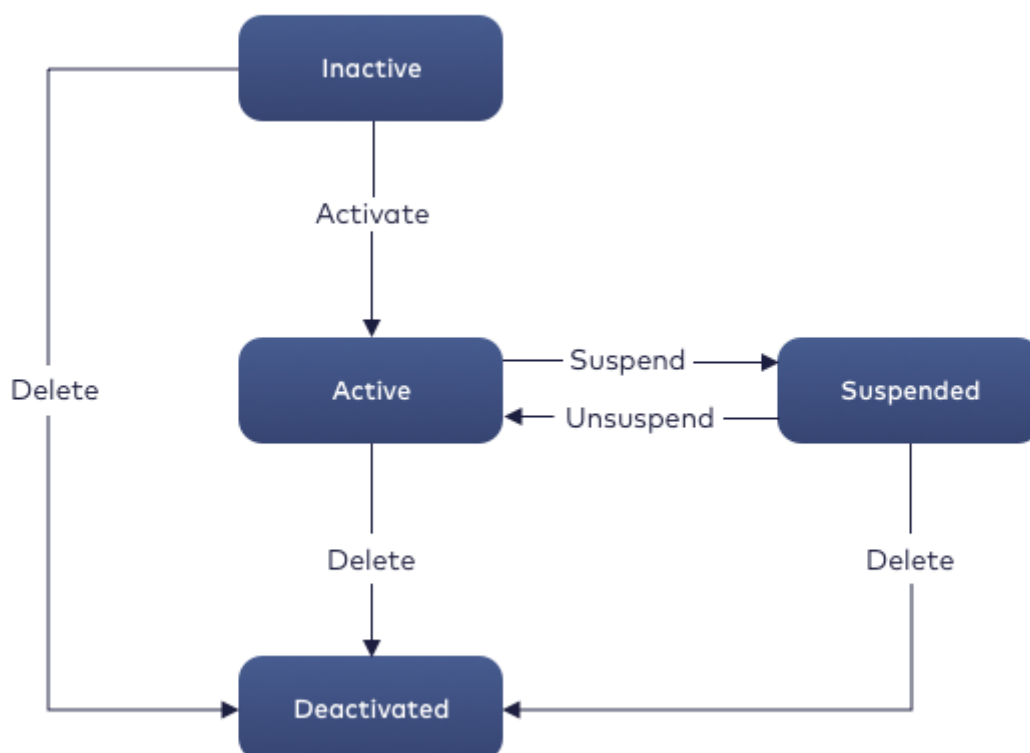 Inactive
Activate
Delete
Active
Suspend
Unsuspend
Suspended
Delete
Delete
Deactivated